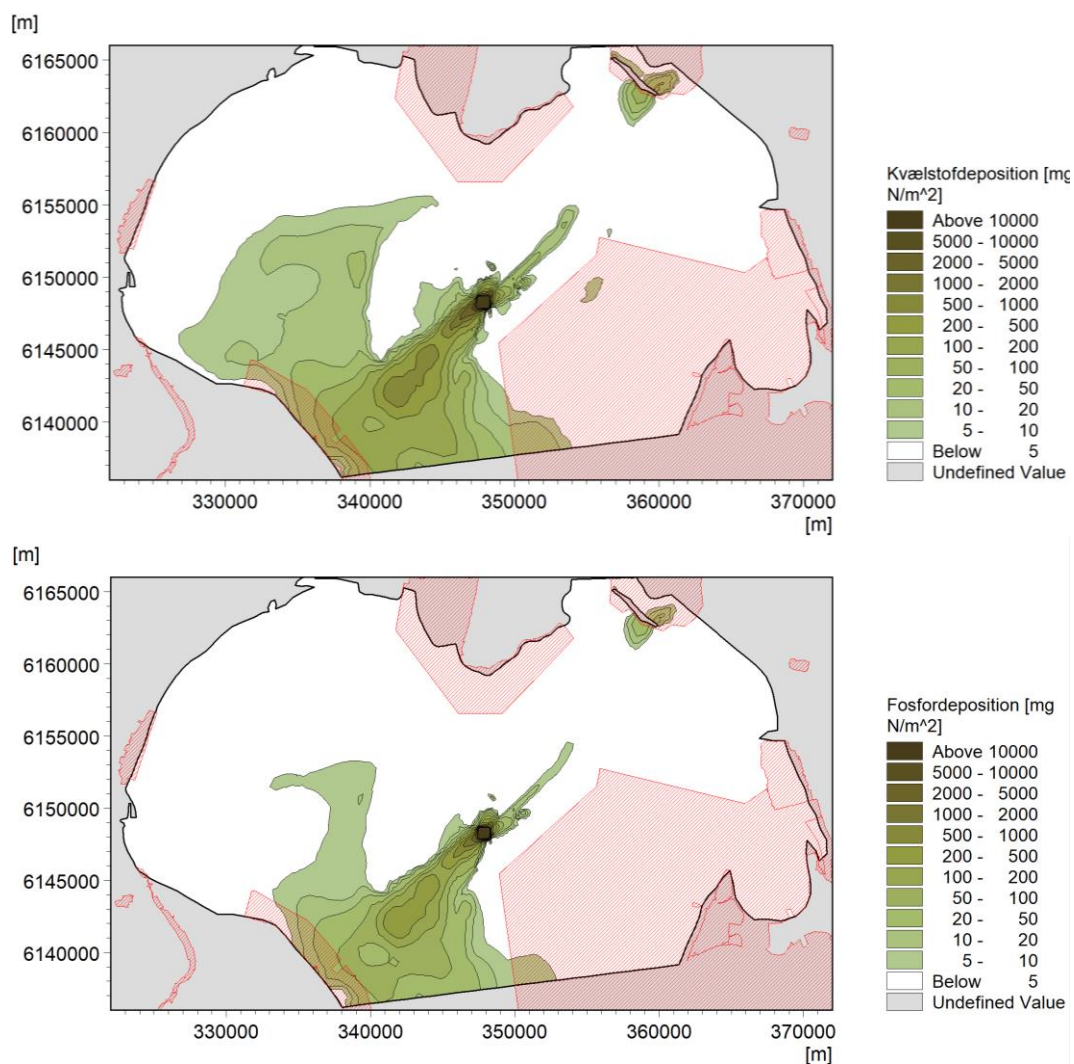 [m]
6165000
6160000
6155000
6150000
6145000
6140000
330000 340000 350000 360000 370000
[m]
Kvælstofdeposition [mg
N/m^2]
Above 10000
5000 - 10000
2000 - 5000
1000 - 2000
500 - 1000
200 - 500
100 - 200
50 - 100
20 - 50
10 - 20
5 - 10
Below 5
Undefined Value
[m]
6165000
6160000
6155000
6150000
6145000
6140000
330000 340000 350000 360000 370000
[m]
Fosfordeposition [mg
N/m^2]
Above 10000
5000 - 10000
2000 - 5000
1000 - 2000
500 - 1000
200 - 500
100 - 200
50 - 100
20 - 50
10 - 20
5 - 10
Below 5
Undefined Value